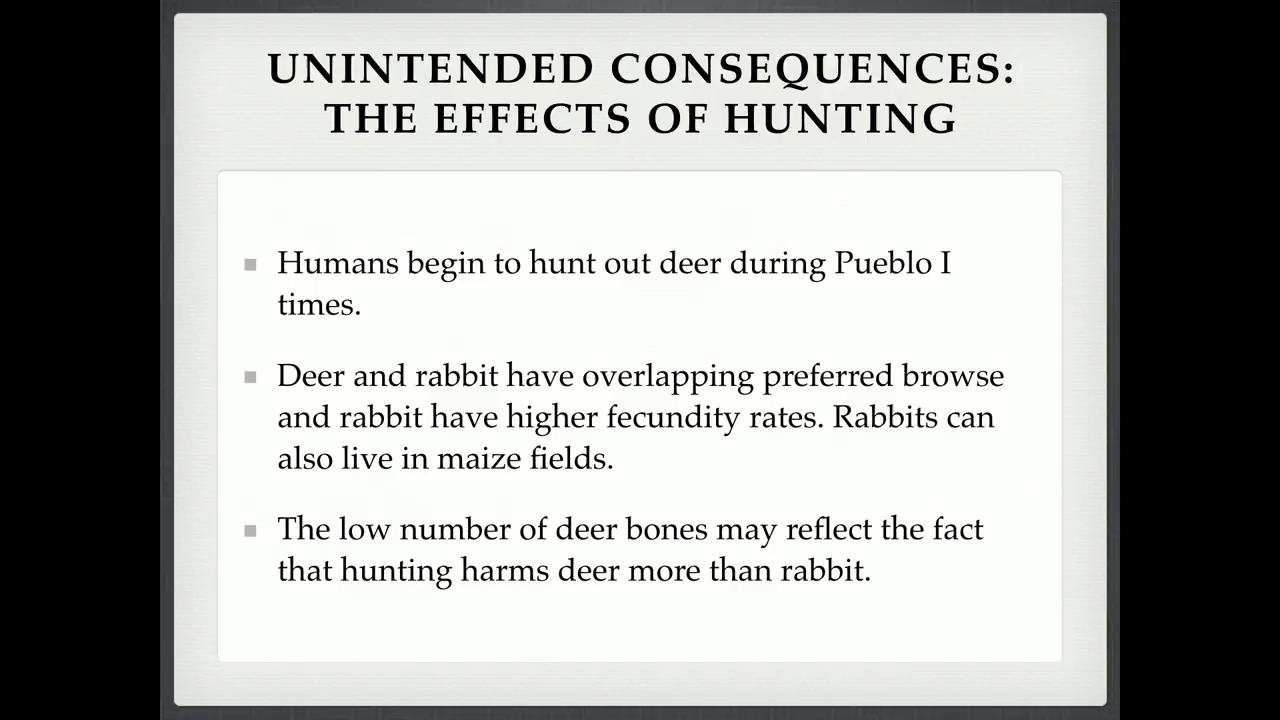 UNINTENDED CONSEQUENCES:
THE EFFECTS OF HUNTING
Humans begin to hunt out deer during Pueblo I
times.
Deer and rabbit have overlapping preferred browse
and rabbit have higher fecundity rates. Rabbits can
also live in maize fields.
The low number of deer bones may reflect the fact
that hunting harms deer more than rabbit.